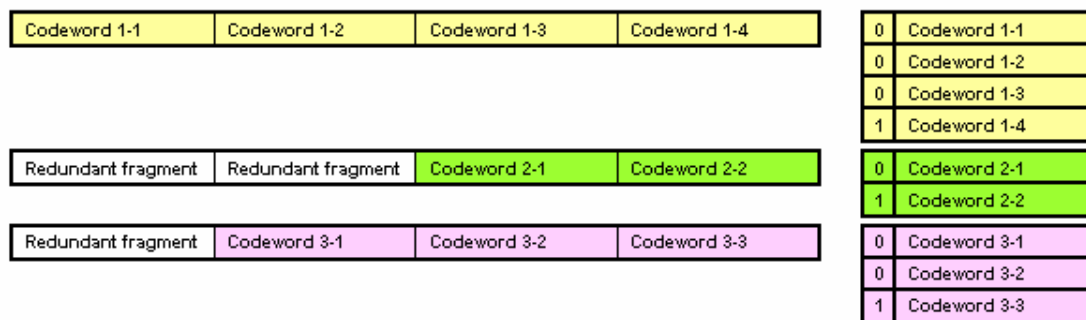 Codeword 1-1 Codeword 1-2 Codeword 1-3 Codeword 1-4
0 Codeword 1-1
0 Codeword 1-2
0 Codeword 1-3
1 Codeword 1-4
Redundant fragment Redundant fragment Codeword 2-1 Codeword 2-2
0 Codeword 2-1
1 Codeword 2-2
Redundant fragment Codeword 3-1 Codeword 3-2 Codeword 3-3
0 Codeword 3-1
0 Codeword 3-2
1 Codeword 3-3